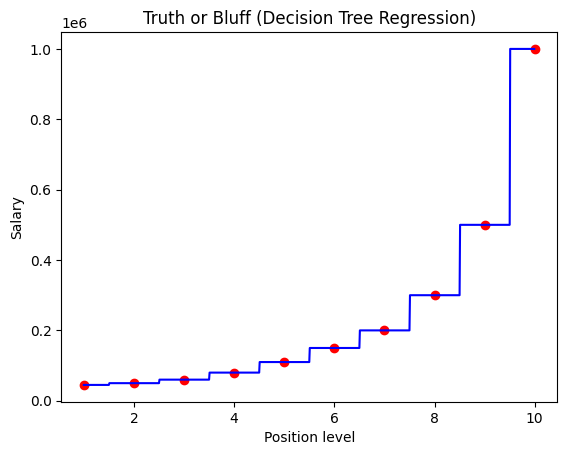 Truth or Bluff (Decision Tree Regression)
1e6
1.0
0.8
0.6
0.4
0.2
0.0
Salary
2 4 6 8 10
Position level